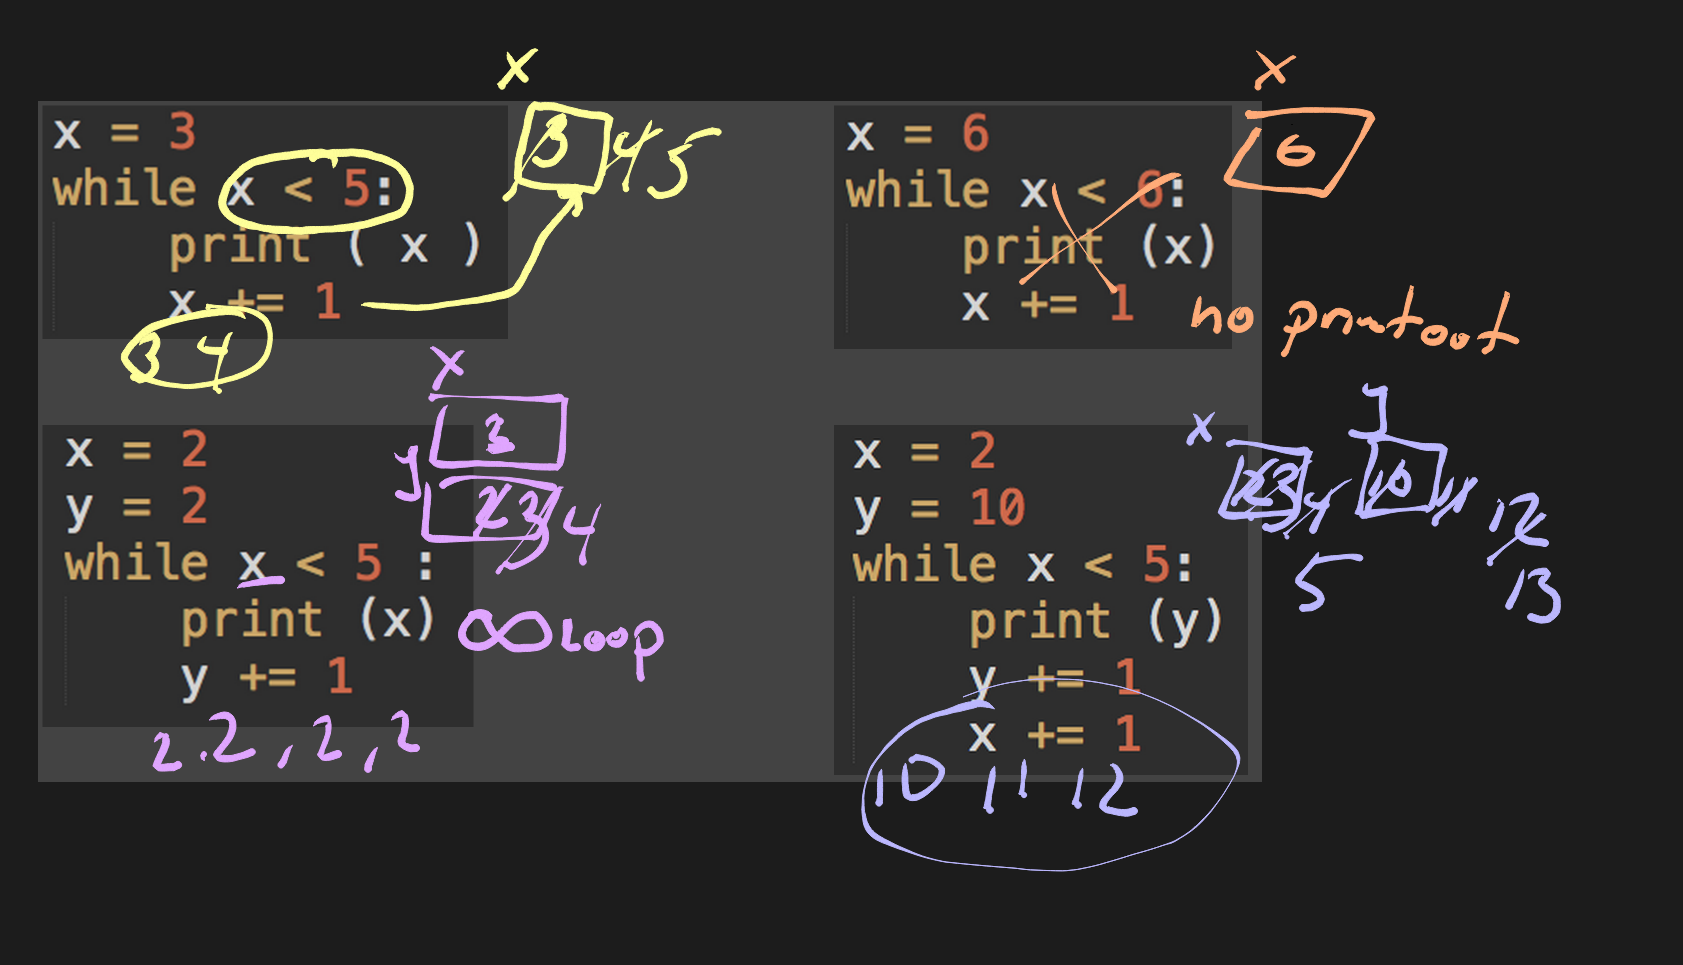 x
x = 3
while x < 5:
    print ( x )
    x += 1
3 4 5
3 4
x
x = 6
while x < 6:
    print (x)
    x += 1
6
no printout
x
x = 2
y = 2
while x < 5 :
    print (x)
    y += 1
y
2 3 4
∞ Loop
2.2,2,2
x
y
x = 2
y = 10
while x < 5:
    print (y)
    y += 1
    x += 1
2 3 4
5
10 11 12
13
10 11 12